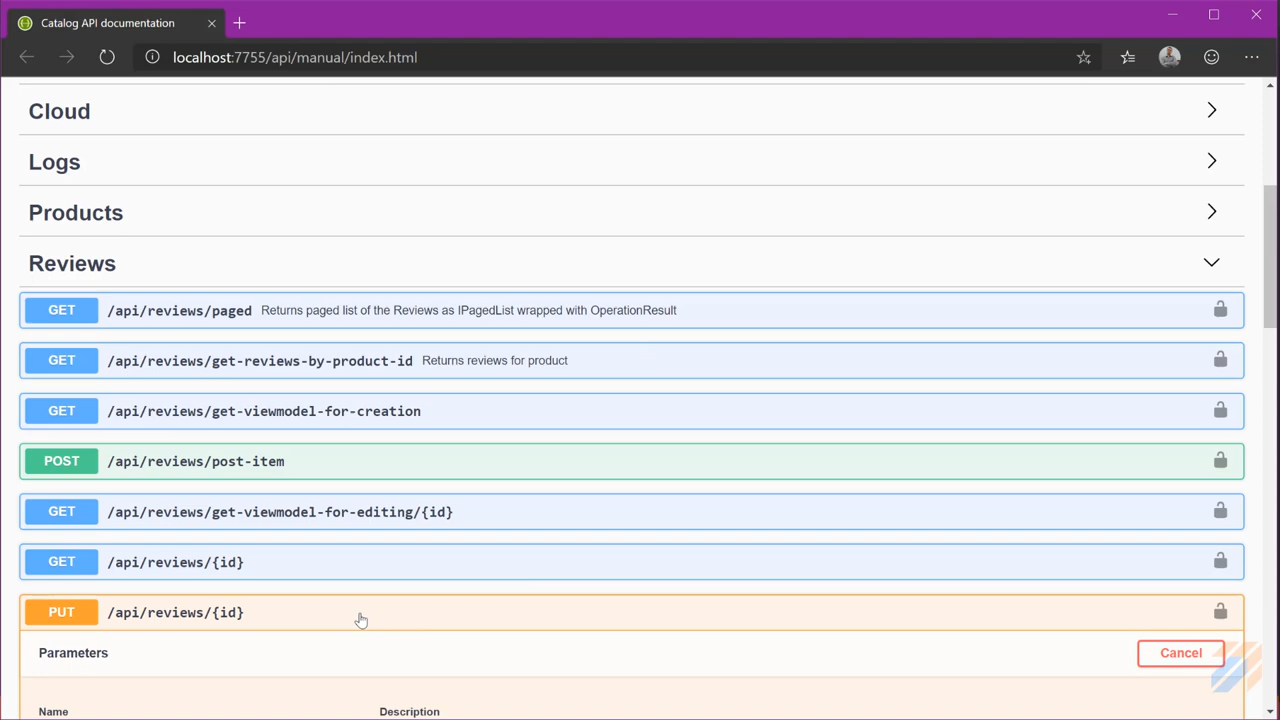 Catalog API documentation
localhost:7755/api/manual/index.html
Cloud
Logs
Products
Reviews
GET /api/reviews/paged Returns paged list of the Reviews as IPagedList wrapped with OperationResult
GET /api/reviews/get-reviews-by-product-id Returns reviews for product
GET /api/reviews/get-viewmodel-for-creation
POST /api/reviews/post-item
GET /api/reviews/get-viewmodel-for-editing/{id}
GET /api/reviews/{id}
PUT /api/reviews/{id}
Parameters Cancel
Name Description